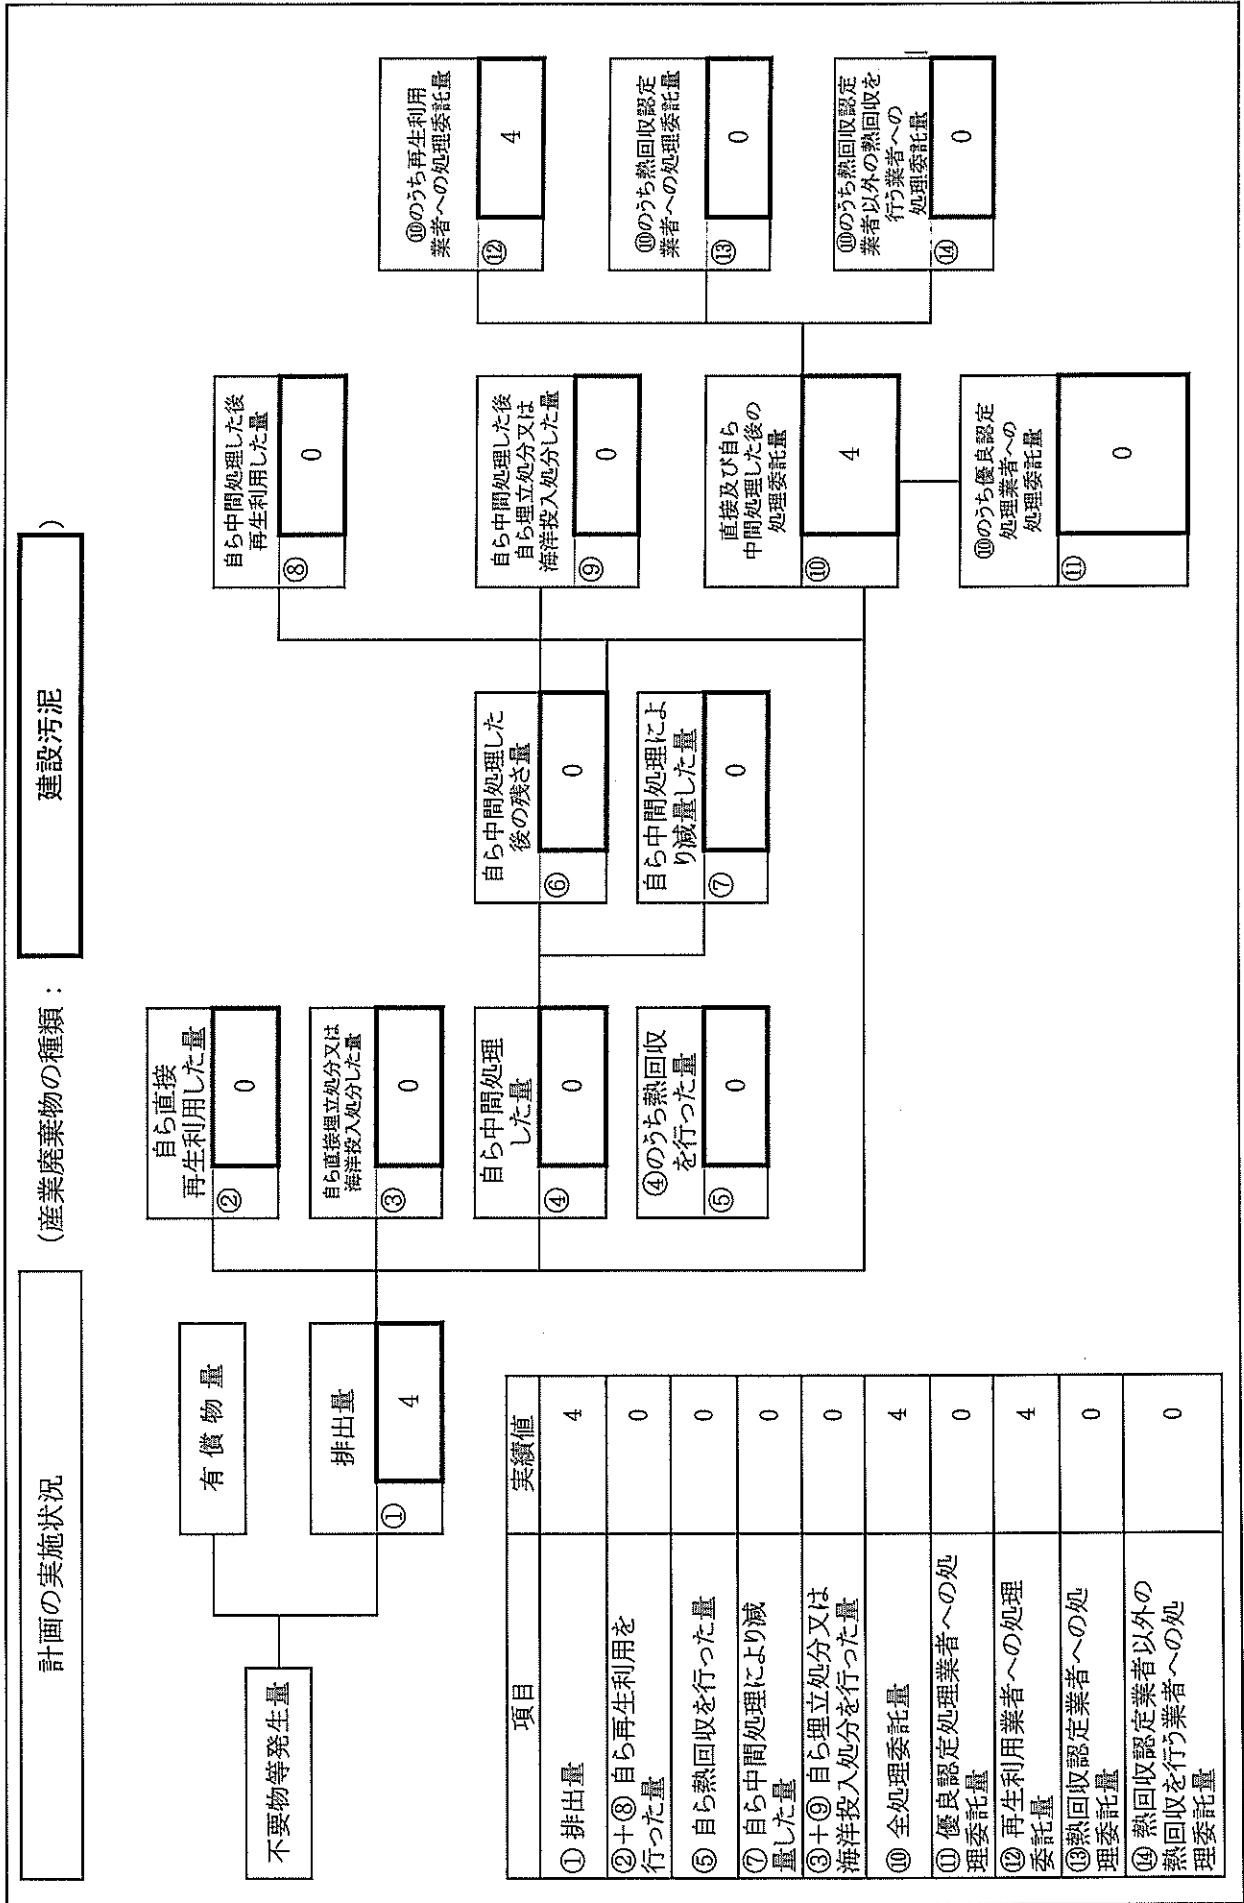 計画の実施状況
(産業廃棄物の種類：
建設汚泥
)
不要物等発生量
有 償 物 量
排出量
①
4
自ら直接
再生利用した量
②
0
自ら直接埋立処分又は
海洋投入処分した量
③
0
自ら中間処理
した量
④
0
④のうち熱回収
を行った量
⑤
0
自ら中間処理した
後の残さ量
⑥
0
自ら中間処理によ
り減量した量
⑦
0
自ら中間処理した後
再生利用した量
⑧
0
自ら中間処理した後
自ら埋立処分又は
海洋投入処分した量
⑨
0
直接及び自ら
中間処理した後の
処理委託量
⑩
4
⑩のうち優良認定
処理業者への
処理委託量
⑪
0
⑩のうち再生利用
業者への処理委託量
⑫
4
⑩のうち熱回収認定
業者への処理委託量
⑬
0
⑩のうち熱回収認定
業者以外の熱回収を
行う業者への
処理委託量
⑭
0
項目 実績値
① 排出量 4
②＋⑧ 自ら再生利用を
行った量 0
⑤ 自ら熱回収を行った量 0
⑦ 自ら中間処理により減
量した量 0
③＋⑨ 自ら埋立処分又は
海洋投入処分を行った量 0
⑩ 全処理委託量 4
⑪ 優良認定処理業者への処
理委託量 0
⑫ 再生利用業者への処理
委託量 4
⑬熱回収認定業者への処
理委託量 0
⑭ 熱回収認定業者以外の
熱回収を行う業者への処
理委託量 0